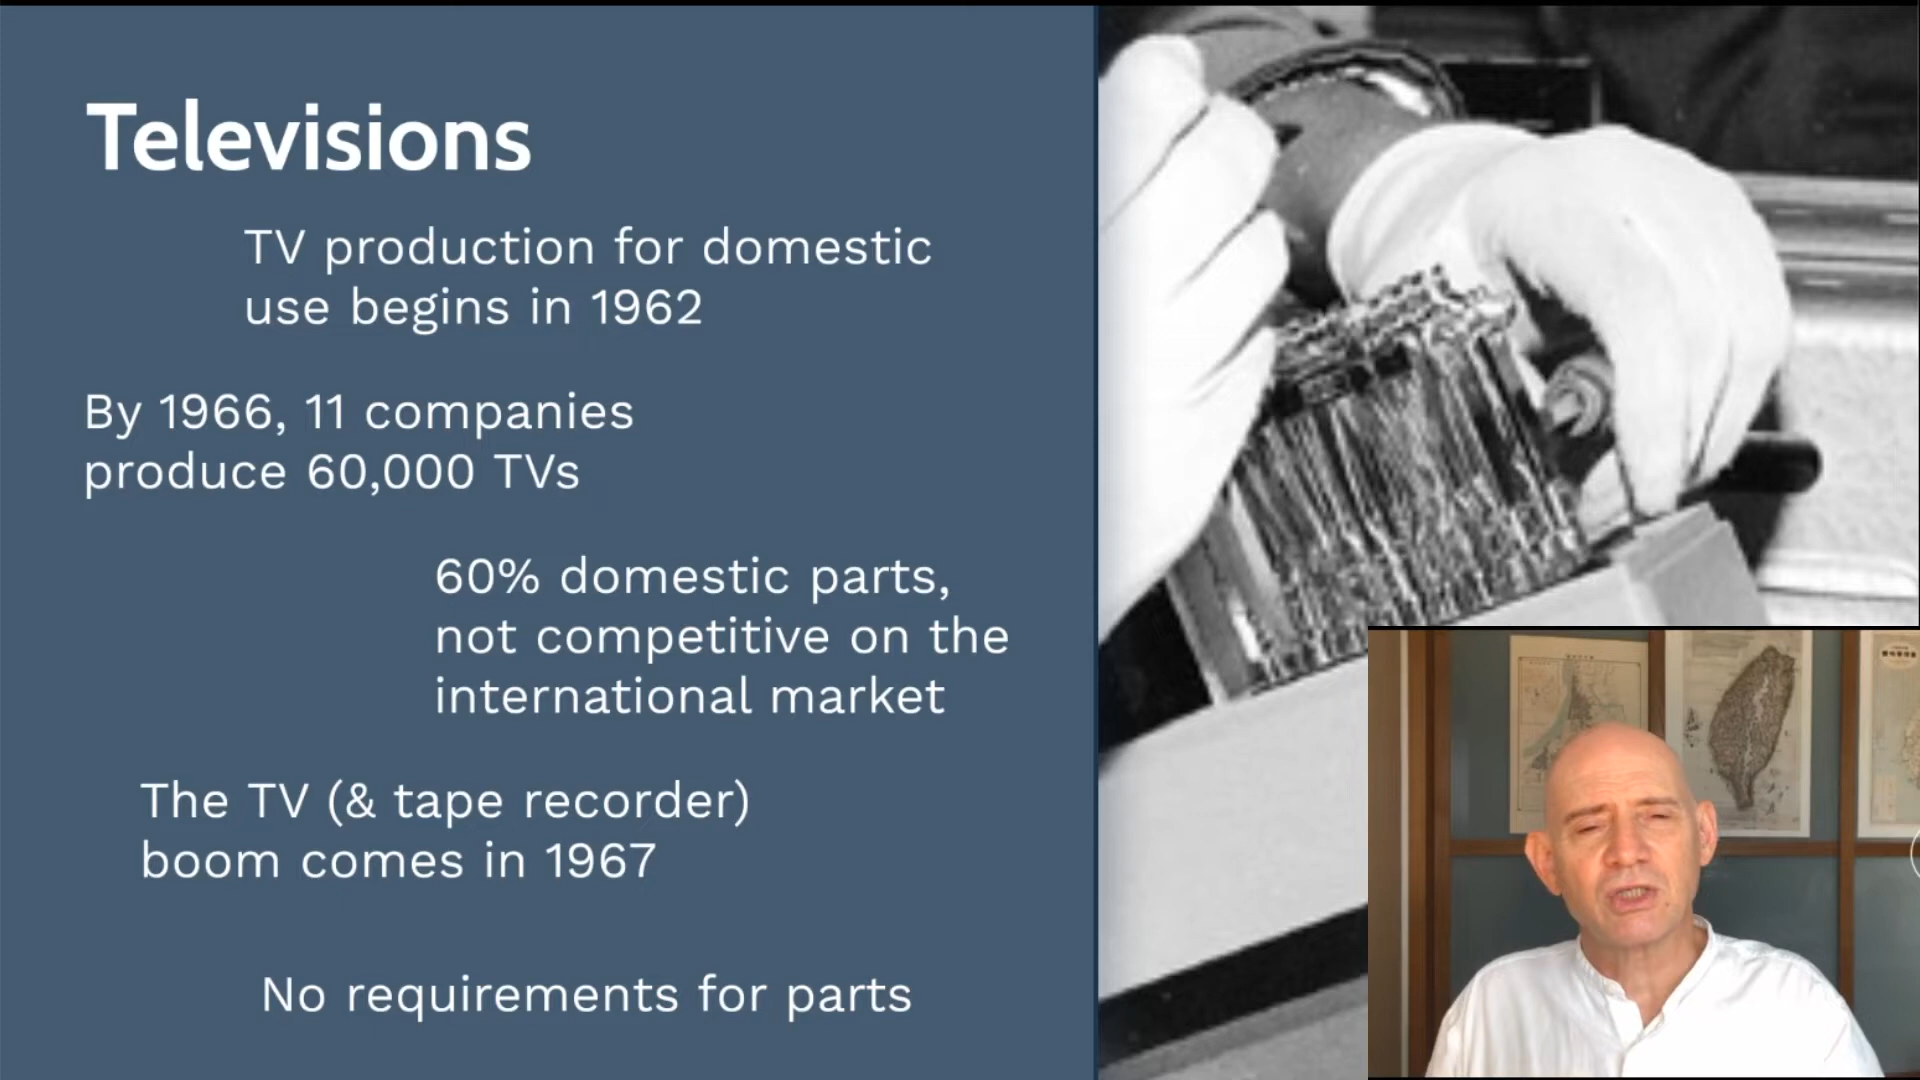 Televisions
TV production for domestic
use begins in 1962
By 1966, 11 companies
produce 60,000 TVs
60% domestic parts,
not competitive on the
international market
The TV (& tape recorder)
boom comes in 1967
No requirements for parts